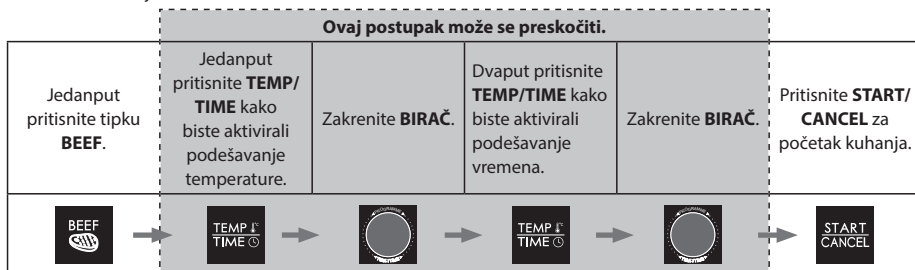 Ovaj postupak može se preskočiti.
Jedanput
pritisnite tipku
BEEF.
Jedanput
pritisnite TEMP/
TIME kako
biste aktivirali
podešavanje
temperature.
Zakrenite BIRAČ.
Dvaput pritisnite
TEMP/TIME kako
biste aktivirali
podešavanje
vremena.
Zakrenite BIRAČ.
Pritisnite START/
CANCEL za
početak kuhanja.
BEEF
TEMP
TIME
TEMP
TIME
START
CANCEL